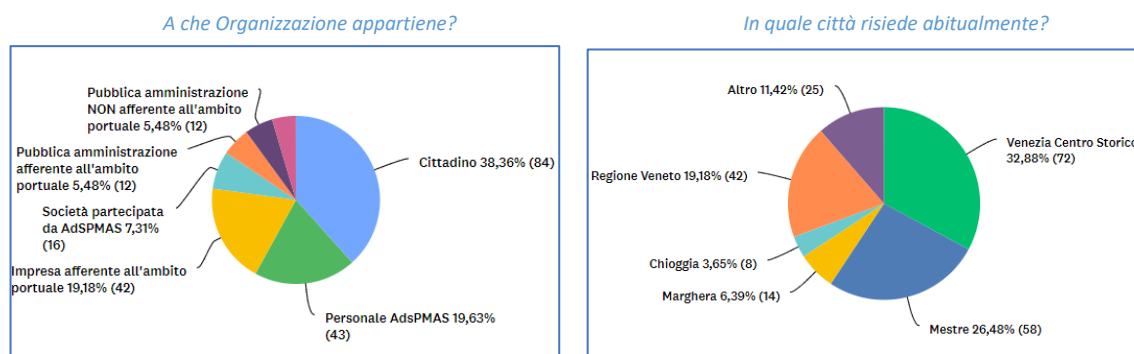 A che Organizzazione appartiene?
Pubblica amministrazione
NON afferente all'ambito
portuale 5,48% (12)
Pubblica amministrazione
afferente all'ambito
portuale 5,48% (12)
Società partecipata
da AdSPMAS 7,31%
(16)
Impresa afferente all'ambito
portuale 19,18% (42)
Cittadino 38,36% (84)
Personale AdsPMAS 19,63%
(43)
In quale città risiede abitualmente?
Altro 11,42% (25)
Regione Veneto 19,18% (42)
Chioggia 3,65% (8)
Marghera 6,39% (14)
Venezia Centro Storico
32,88% (72)
Mestre 26,48% (58)